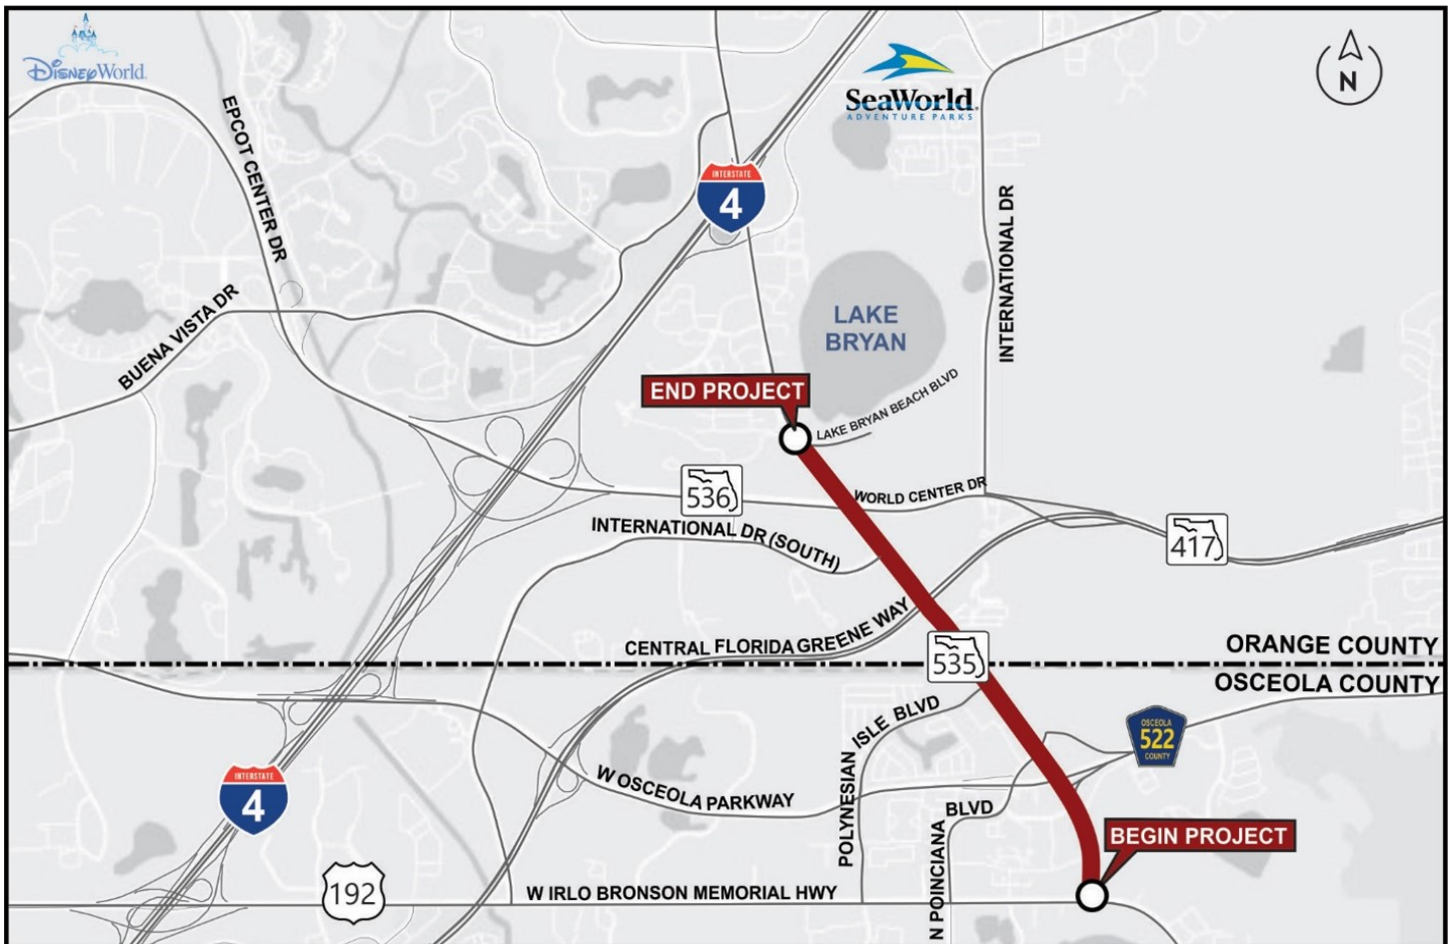 DISNEYWorld.
SeaWorld
ADVENTURE PARKS
N
EPCOT CENTER DR
INTERSTATE
4
INTERNATIONAL DR
BUENA VISTA DR
LAKE
BRYAN
END PROJECT
LAKE BRYAN BEACH BLVD
536
WORLD CENTER DR
INTERNATIONAL DR (SOUTH)
417
CENTRAL FLORIDA GREENE WAY
535
ORANGE COUNTY
OSCEOLA COUNTY
POLYNESIAN ISLE BLVD
OSCEOLA
522
COUNTY
INTERSTATE
4
W OSCEOLA PARKWAY
N POINCIANA BLVD
BEGIN PROJECT
192
W IRLO BRONSON MEMORIAL HWY